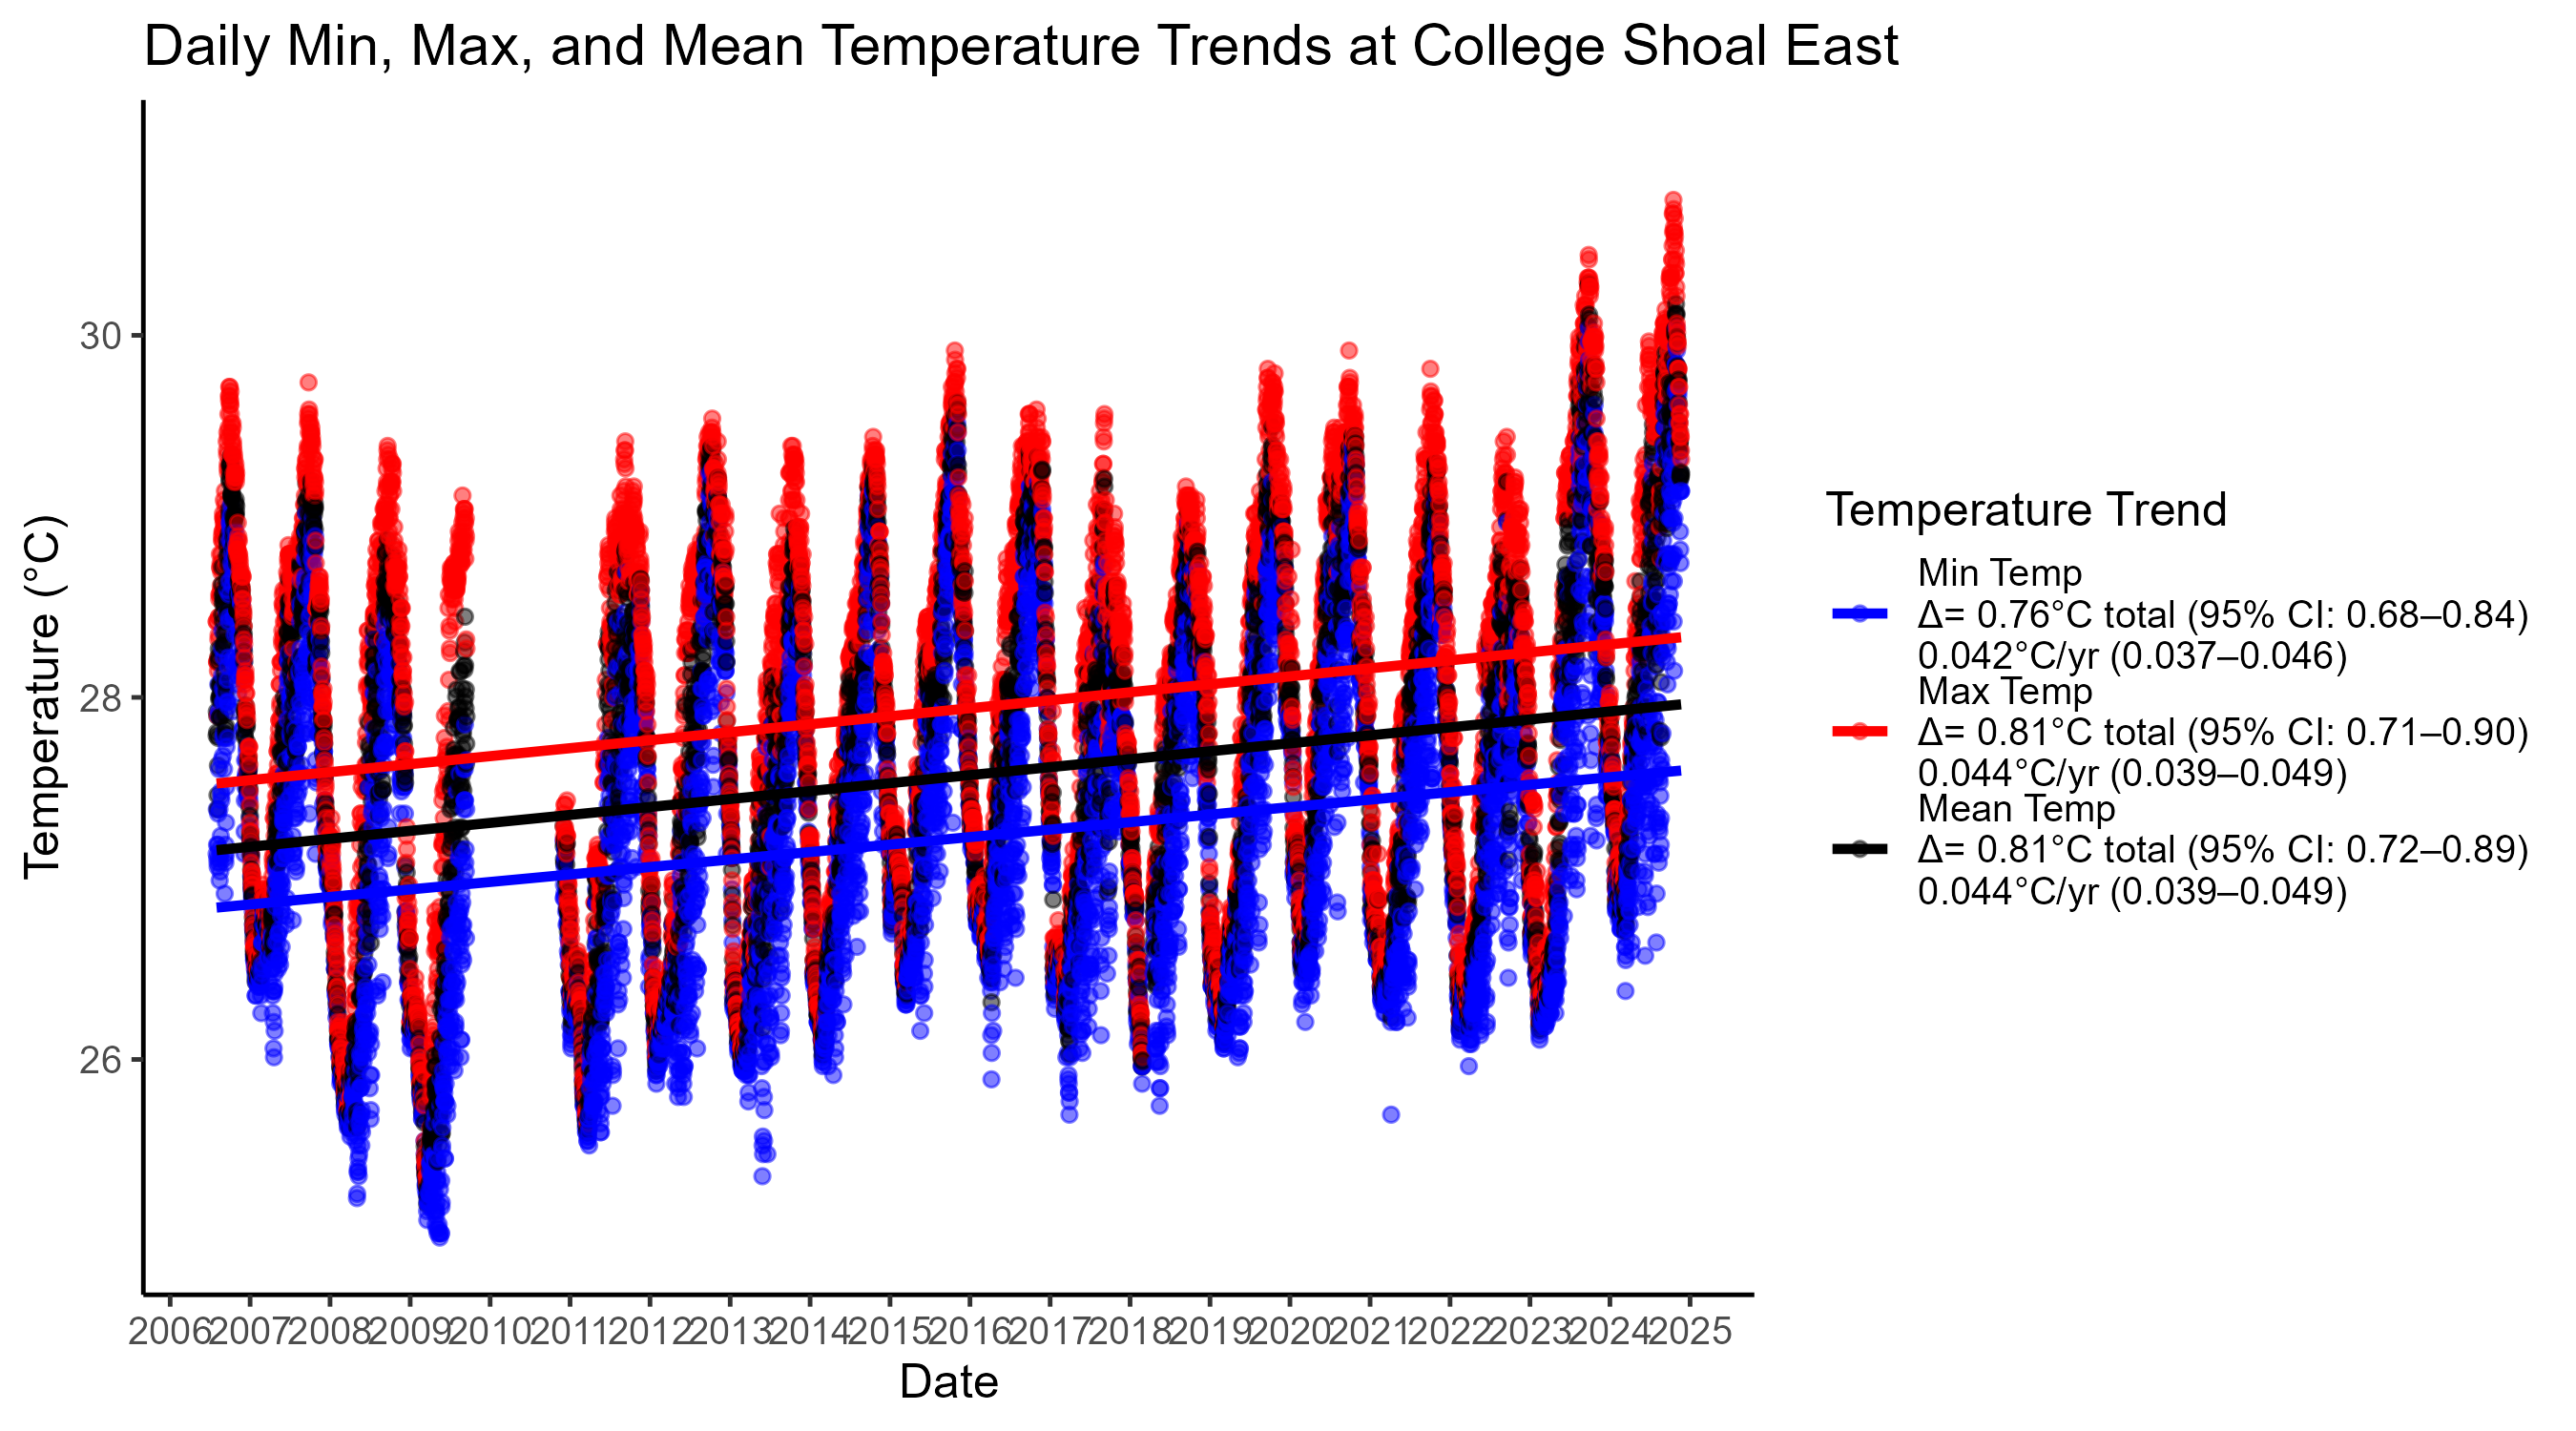 Daily Min, Max, and Mean Temperature Trends at College Shoal East
Temperature (°C)
30
28
26
2006 2007 2008 2009 2010 2011 2012 2013 2014 2015 2016 2017 2018 2019 2020 2021 2022 2023 2024 2025
Date
Temperature Trend
Min Temp
Δ= 0.76°C total (95% CI: 0.68–0.84)
0.042°C/yr (0.037–0.046)
Max Temp
Δ= 0.81°C total (95% CI: 0.71–0.90)
0.044°C/yr (0.039–0.049)
Mean Temp
Δ= 0.81°C total (95% CI: 0.72–0.89)
0.044°C/yr (0.039–0.049)